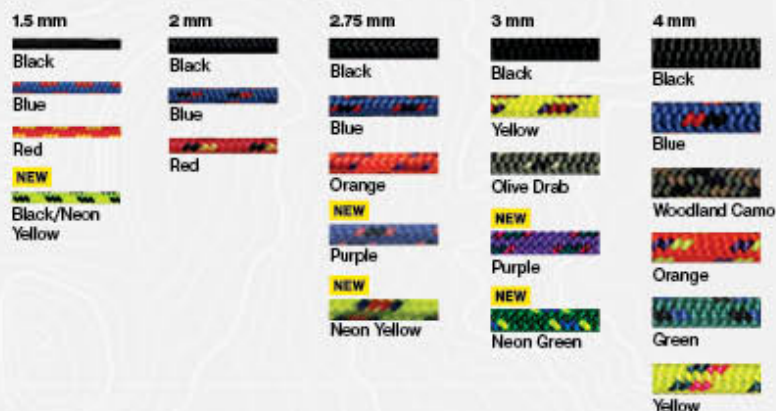 1.5 mm
Black
Blue
Red
NEW
Black/Neon
Yellow
2 mm
Black
Blue
Red
2.75 mm
Black
Blue
Orange
NEW
Purple
NEW
Neon Yellow
3 mm
Black
Yellow
Olive Drab
NEW
Purple
NEW
Neon Green
4 mm
Black
Blue
Woodland Camo
Orange
Green
Yellow